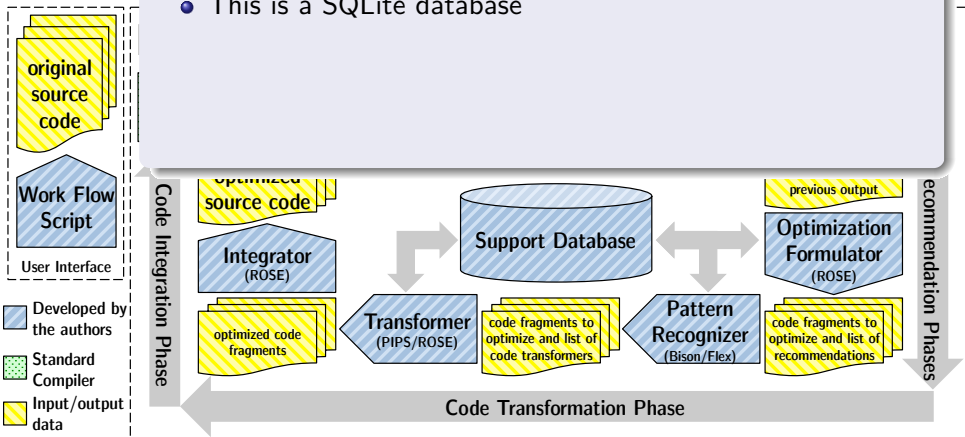 This is a SQLite database
original
source
code
Work Flow
Script
User Interface
Developed by
the authors
Standard
Compiler
Input/output
data
Code Integration Phase
optimized
source code
Integrator
(ROSE)
optimized code
fragments
Transformer
(PIPS/ROSE)
Support Database
code fragments to
optimize and list of
code transformers
Pattern
Recognizer
(Bison/Flex)
previous output
Optimization
Formulator
(ROSE)
code fragments to
optimize and list of
recommendations
ecommendation Phases
Code Transformation Phase